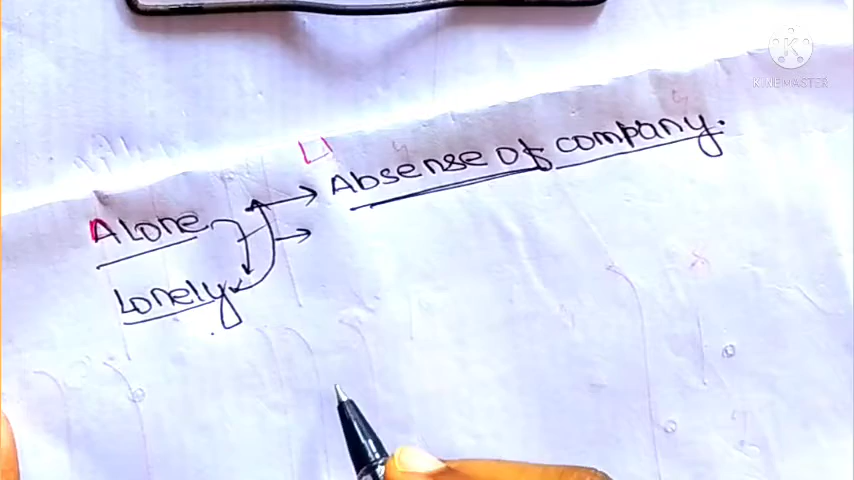 Absense of company.
Alone
Lonely
K
KINEMASTER